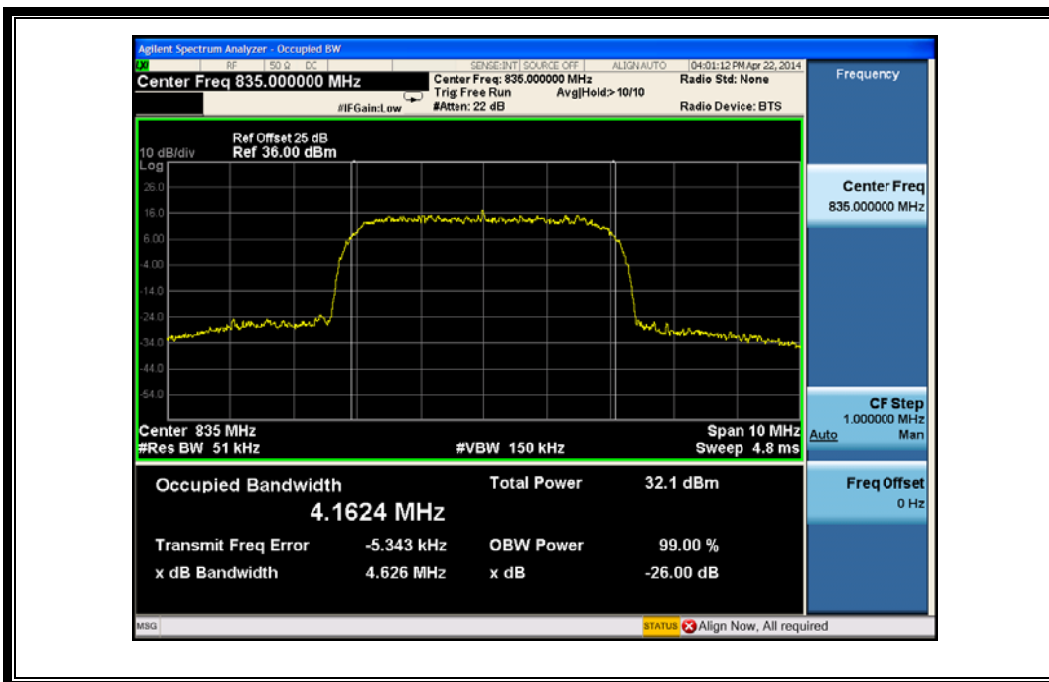 Agilent Spectrum Analyzer - Occupied BW
LXI RF 50 Ω DC SENSE:INT SOURCE OFF ALIGN AUTO 04:01:12 PM Apr 22, 2014
Center Freq 835.000000 MHz
Center Freq: 835.000000 MHz
Radio Std: None
Trig: Free Run
Avg|Hold:> 10/10
#IFGain:Low
#Atten: 22 dB
Radio Device: BTS
Ref Offset 25 dB
10 dB/div
Ref 36.00 dBm
Log
26.0
16.0
6.00
-4.00
-14.0
-24.0
-34.0
-44.0
-54.0
Center 835 MHz
Span 10 MHz
#Res BW 51 kHz
#VBW 150 kHz
Sweep 4.8 ms
Occupied Bandwidth
4.1624 MHz
Total Power
32.1 dBm
Transmit Freq Error
-5.343 kHz
OBW Power
99.00 %
x dB Bandwidth
4.626 MHz
x dB
-26.00 dB
MSG
STATUS
Align Now, All required
Frequency
Center Freq
835.000000 MHz
CF Step
1.000000 MHz
Auto
Man
Freq Offset
0 Hz